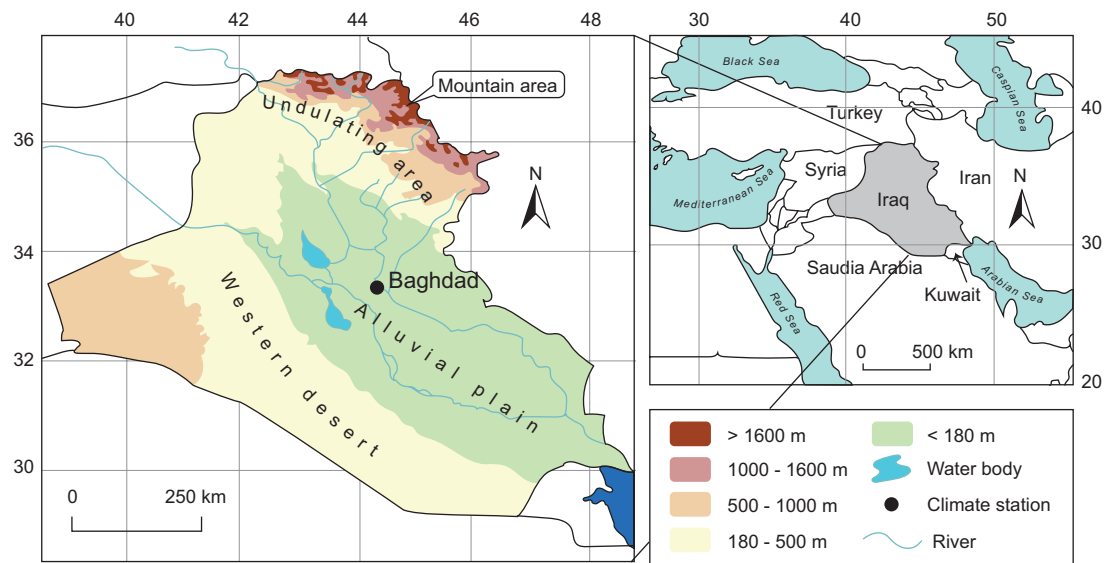 40
42
44
46
48
36
34
32
30
Mountain area
Undulating area
N
Baghdad
Western desert
Alluvial plain
0 250 km
30
40
50
40
30
20
Black Sea
Caspian Sea
Turkey
Mediterranean Sea
Syria
Iran
N
Iraq
Saudia Arabia
Kuwait
Arabian Sea
Red Sea
0 500 km
> 1600 m
1000 - 1600 m
500 - 1000 m
180 - 500 m
< 180 m
Water body
Climate station
River